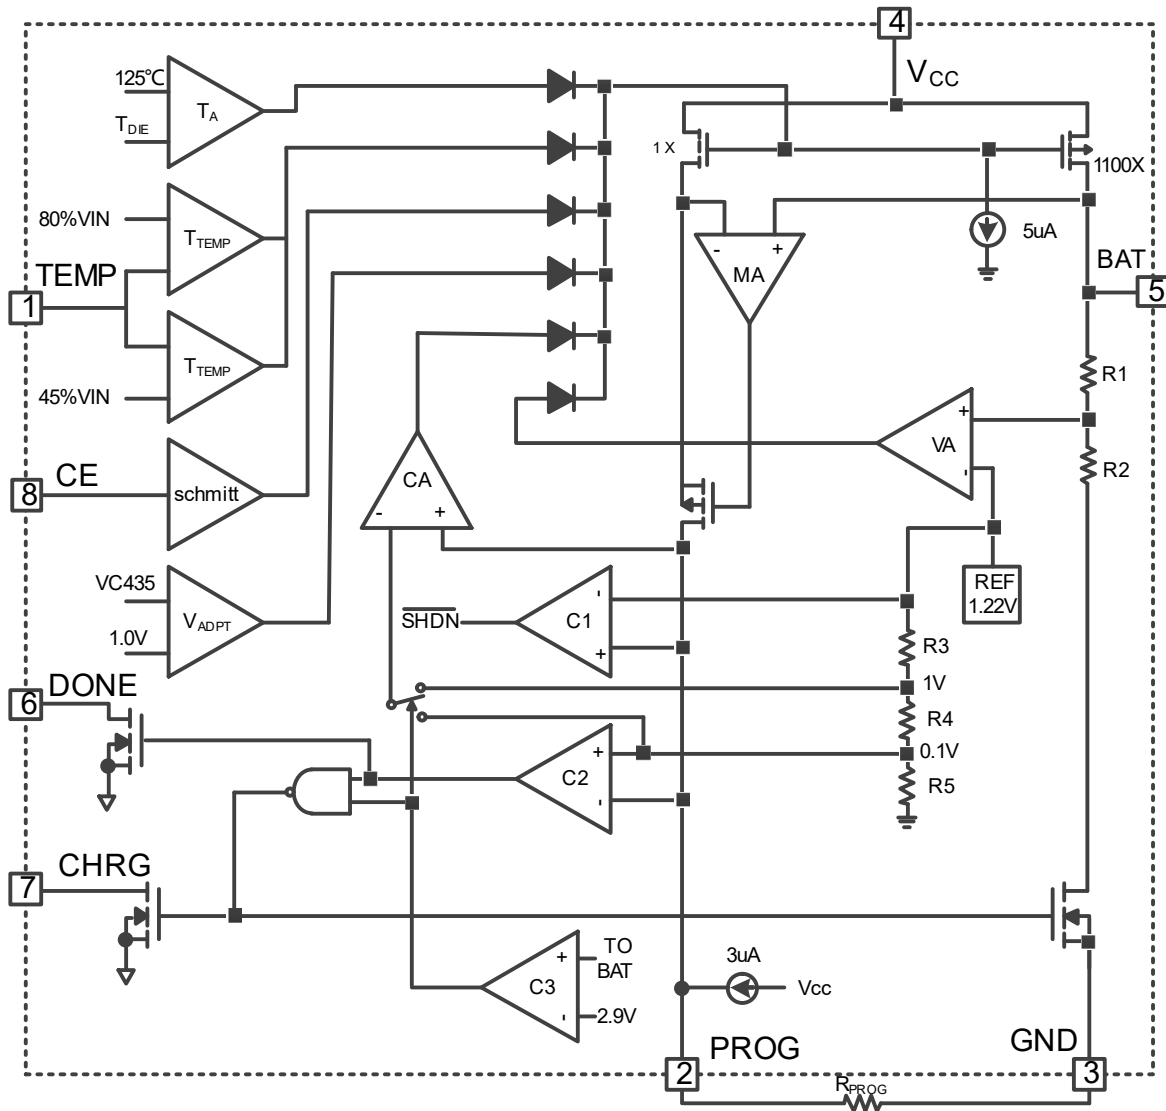 4
VCC
125℃
TDIE
TA
1 X
1100X
80%VIN
TTEMP
TEMP
1
TTEMP
45%VIN
- +
MA
5uA
BAT
5
R1
+
VA
-
R2
CE
8
schmitt
CA
- +
REF
1.22V
VC435
1.0V
VADPT
SHDN
-
C1
+
R3
1V
R4
0.1V
R5
DONE
6
+
C2
-
CHRG
7
+
C3
-
TO
BAT
2.9V
3uA
Vcc
PROG
2
GND
3
RPROG